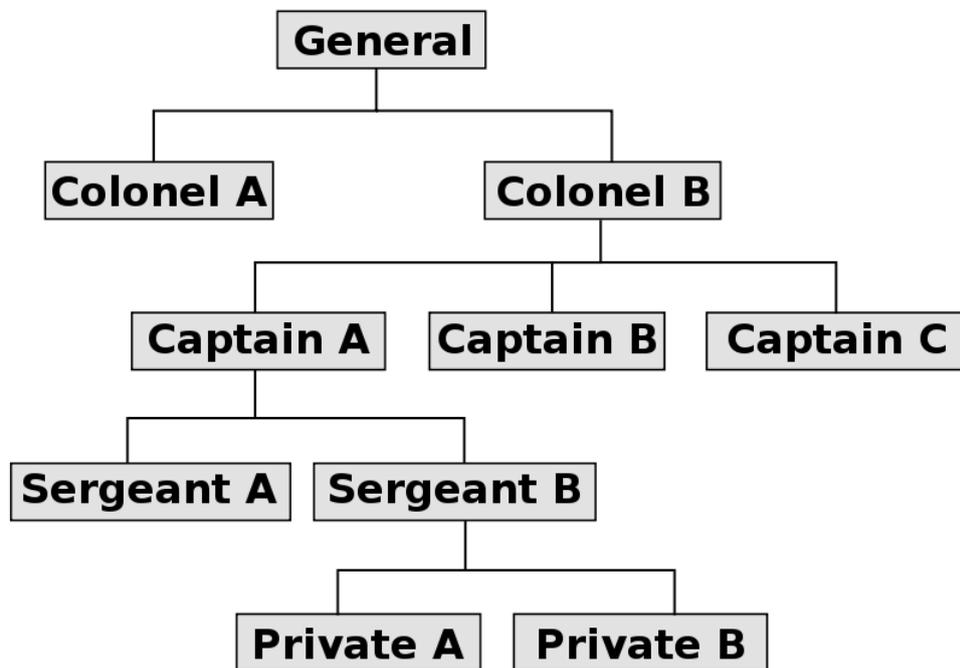 General
Colonel A
Colonel B
Captain A
Captain B
Captain C
Sergeant A
Sergeant B
Private A
Private B